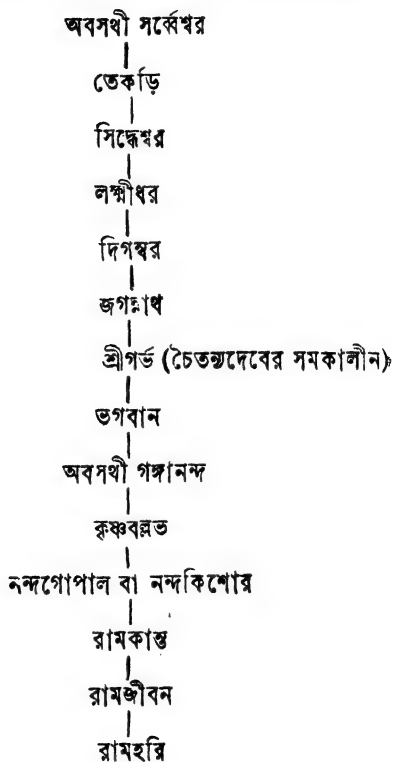 অবসথী সর্ব্বেশ্বর
তেকড়ি
সিদ্ধেশ্বর
লক্ষ্মীধর
দিগম্বর
জগন্নাথ
শ্রীগর্ভ (চৈতন্যদেবের সমকালীন)
ভগবান
অবসথী গঙ্গানন্দ
কৃষ্ণবল্লভ
নন্দগোপাল বা নন্দকিশোর
রামকান্ত
রামজীবন
রামহরি